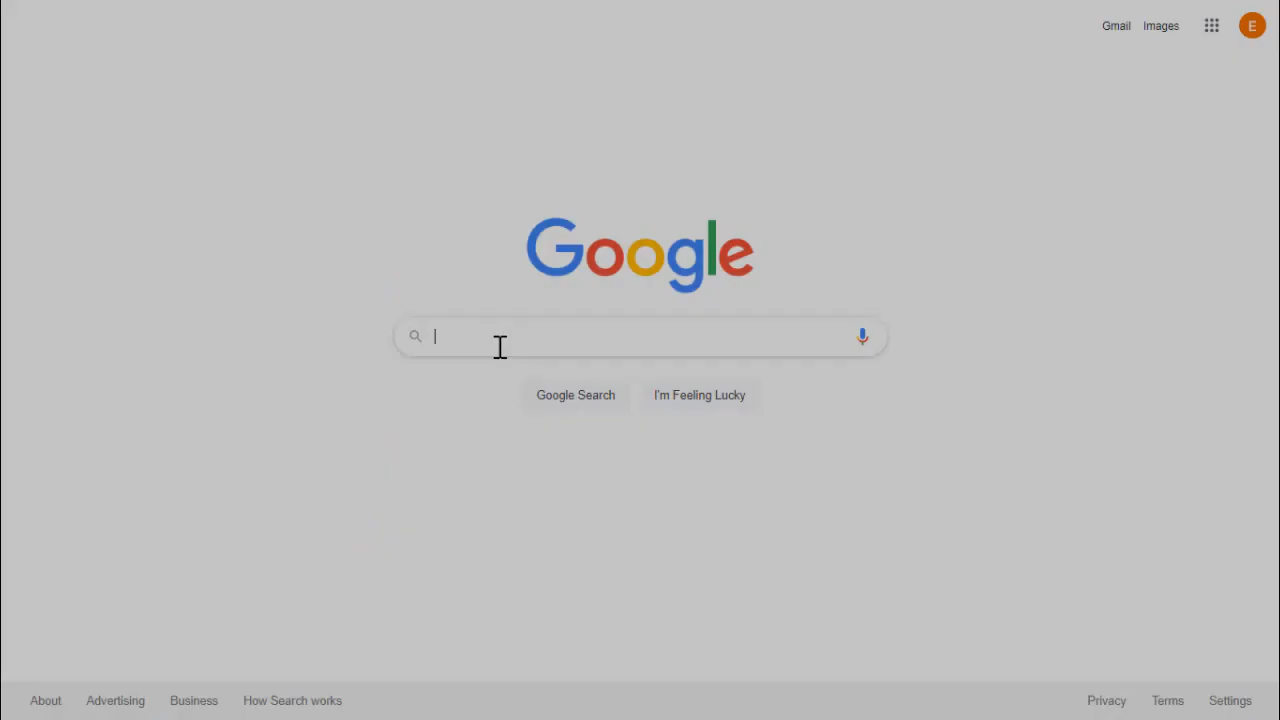 Gmail Images E
Google
Google Search I'm Feeling Lucky
About Advertising Business How Search works Privacy Terms Settings